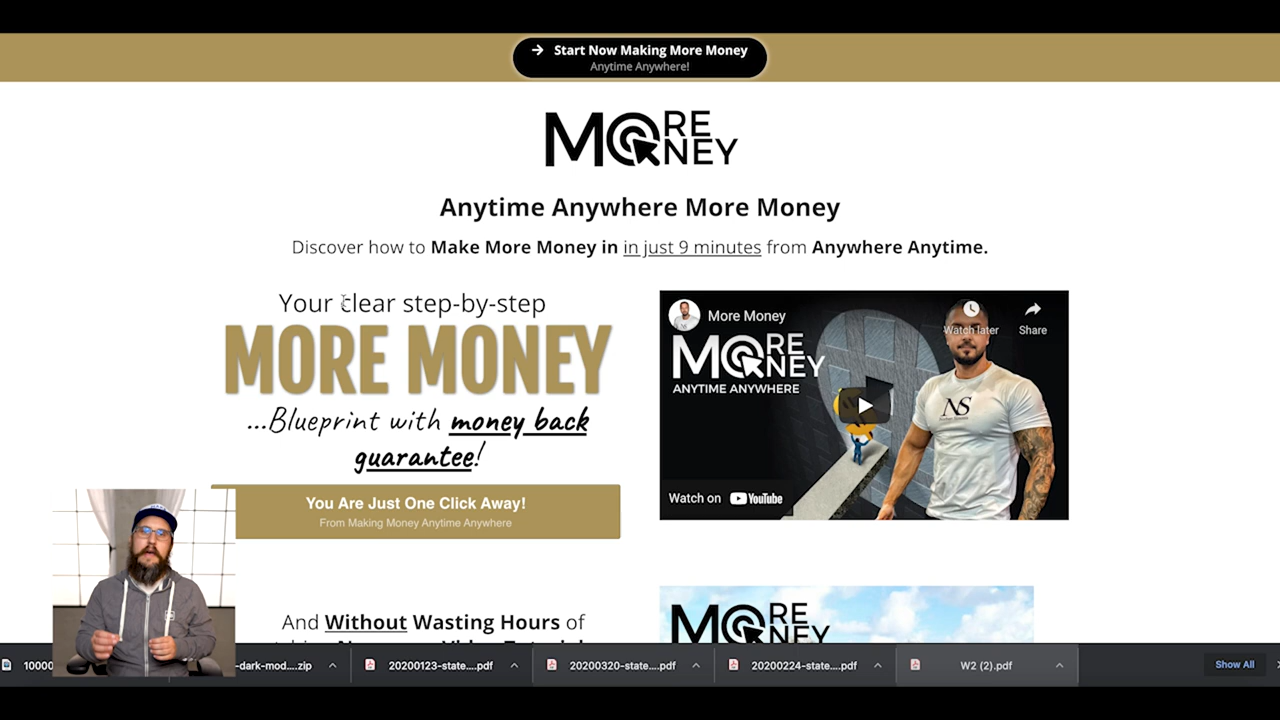 → Start Now Making More Money
Anytime Anywhere!
MORE
MONEY
Anytime Anywhere More Money
Discover how to Make More Money in in just 9 minutes from Anywhere Anytime.
Your clear step-by-step
MORE MONEY
...Blueprint with money back
guarantee!
You Are Just One Click Away!
From Making Money Anytime Anywhere
More Money
Watch later
Share
MORE
MONEY
ANYTIME ANYWHERE
NS
Watch on YouTube
And Without Wasting Hours of
MORE
MONEY
10000
-dark-mod....zip
20200123-state....pdf
20200320-state....pdf
20200224-state....pdf
W2 (2).pdf
Show All